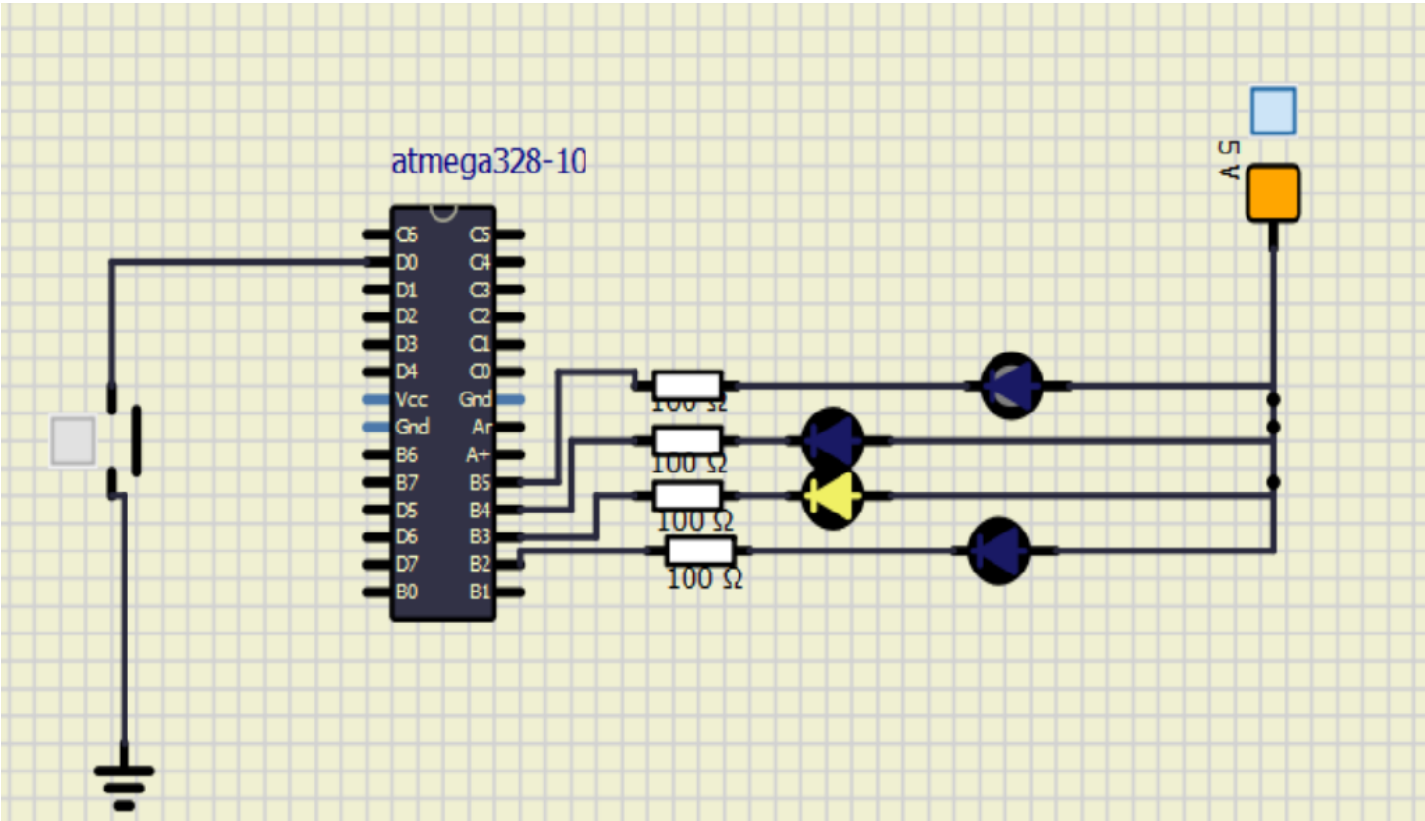 atmega328-10
5 V
C6 C5
D0 C4
D1 C3
D2 C2
D3 C1
D4 C0
Vcc Gnd
Gnd Ar
B6 A+
B7 B5
D5 B4
D6 B3
D7 B2
B0 B1
100 Ω
100 Ω
100 Ω
100 Ω